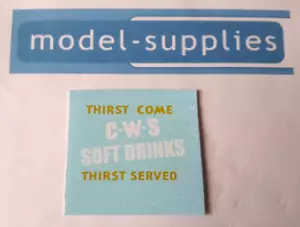 model-supplies
THIRST COME
C·W·S
SOFT DRINKS
THIRST SERVED